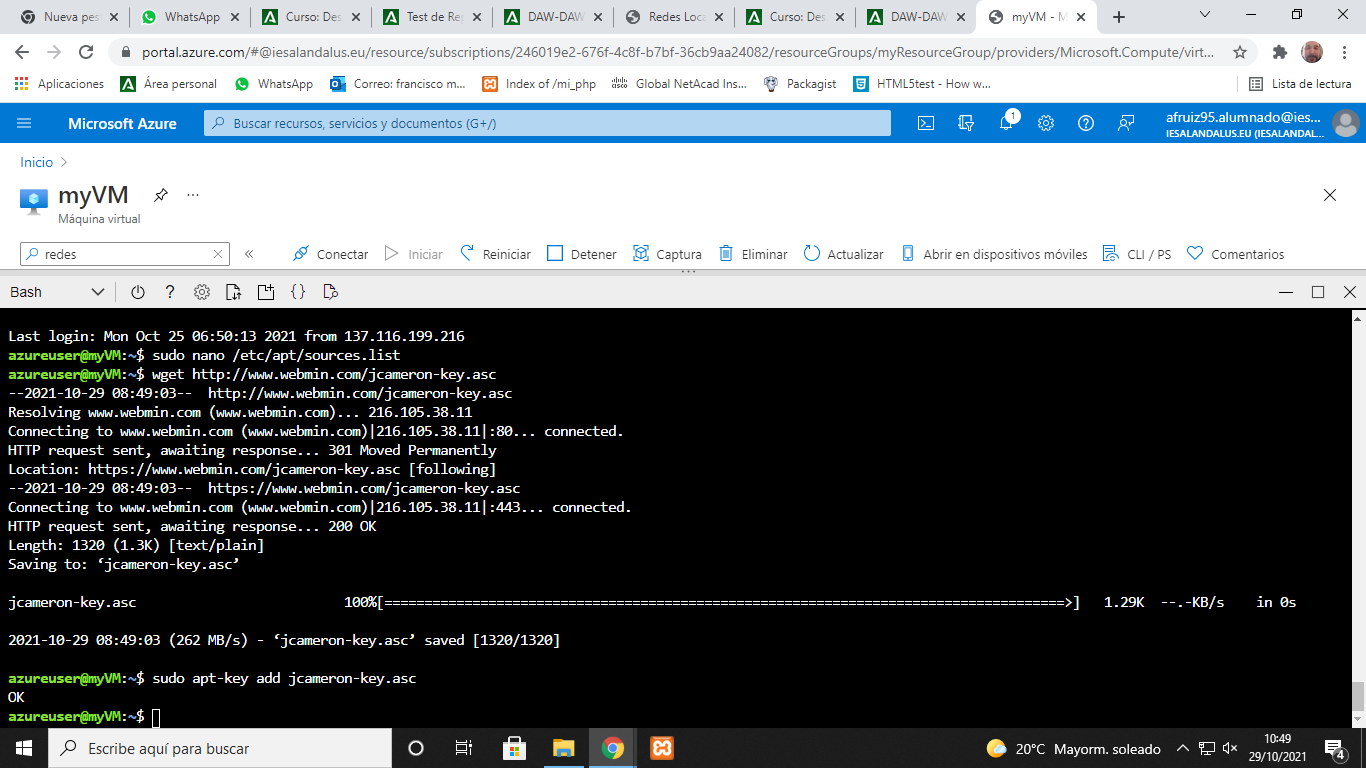 Nueva pes
WhatsApp
Curso: Des
Test de Re
DAW-DAW
Redes Loca
Curso: Des
DAW-DAW
myVM - M
portal.azure.com/#@iesalandalus.eu/resource/subscriptions/246019e2-676f-4c8f-b7bf-36cb9aa24082/resourceGroups/myResourceGroup/providers/Microsoft.Compute/virt...
Aplicaciones
Área personal
WhatsApp
Correo: francisco m...
Index of /mi_php
Global NetAcad Ins...
Packagist
HTML5test - How w...
Lista de lectura
Microsoft Azure
Buscar recursos, servicios y documentos (G+/)
1
afruiz95.alumnado@ies...
IESALANDALUS.EU (IESALANDAL...
Inicio
myVM
...
Máquina virtual
redes
Conectar
Iniciar
Reiniciar
Detener
Captura
Eliminar
Actualizar
Abrir en dispositivos móviles
CLI / PS
Comentarios
Bash
Last login: Mon Oct 25 06:50:13 2021 from 137.116.199.216
azureuser@myVM:~$ sudo nano /etc/apt/sources.list
azureuser@myVM:~$ wget http://www.webmin.com/jcameron-key.asc
--2021-10-29 08:49:03--  http://www.webmin.com/jcameron-key.asc
Resolving www.webmin.com (www.webmin.com)... 216.105.38.11
Connecting to www.webmin.com (www.webmin.com)|216.105.38.11|:80... connected.
HTTP request sent, awaiting response... 301 Moved Permanently
Location: https://www.webmin.com/jcameron-key.asc [following]
--2021-10-29 08:49:03--  https://www.webmin.com/jcameron-key.asc
Connecting to www.webmin.com (www.webmin.com)|216.105.38.11|:443... connected.
HTTP request sent, awaiting response... 200 OK
Length: 1320 (1.3K) [text/plain]
Saving to: ‘jcameron-key.asc’
jcameron-key.asc 100%[=====================================================================================>] 1.29K --.-KB/s in 0s
2021-10-29 08:49:03 (262 MB/s) - ‘jcameron-key.asc’ saved [1320/1320]
azureuser@myVM:~$ sudo apt-key add jcameron-key.asc
OK
azureuser@myVM:~$
Escribe aquí para buscar
20°C Mayorm. soleado
10:49
29/10/2021
4